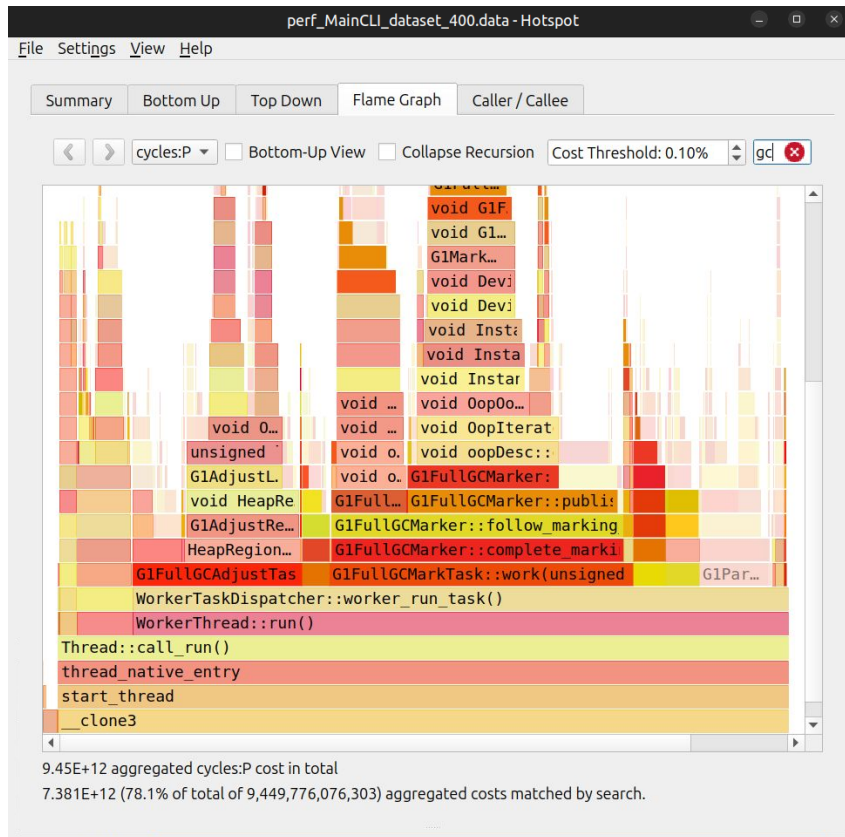 perf_MainCLI_dataset_400.data - Hotspot
File Settings View Help
Summary Bottom Up Top Down Flame Graph Caller / Callee
cycles:P Bottom-Up View Collapse Recursion Cost Threshold: 0.10% gc
void G1F
void G1…
G1Mark…
void Devi
void Devi
void Insta
void Insta
void Instan
void … void OopOo…
void O… void … void OopIterat
unsigned void o. void oopDesc::
G1AdjustL. void o. G1FullGCMarker:
void HeapRe G1Full… G1FullGCMarker::publis
G1AdjustRe… G1FullGCMarker::follow_marking
HeapRegion… G1FullGCMarker::complete_marki
G1FullGCAdjustTas G1FullGCMarkTask::work(unsigned G1Par…
WorkerTaskDispatcher::worker_run_task()
WorkerThread::run()
Thread::call_run()
thread_native_entry
start_thread
__clone3
9.45E+12 aggregated cycles:P cost in total
7.381E+12 (78.1% of total of 9,449,776,076,303) aggregated costs matched by search.